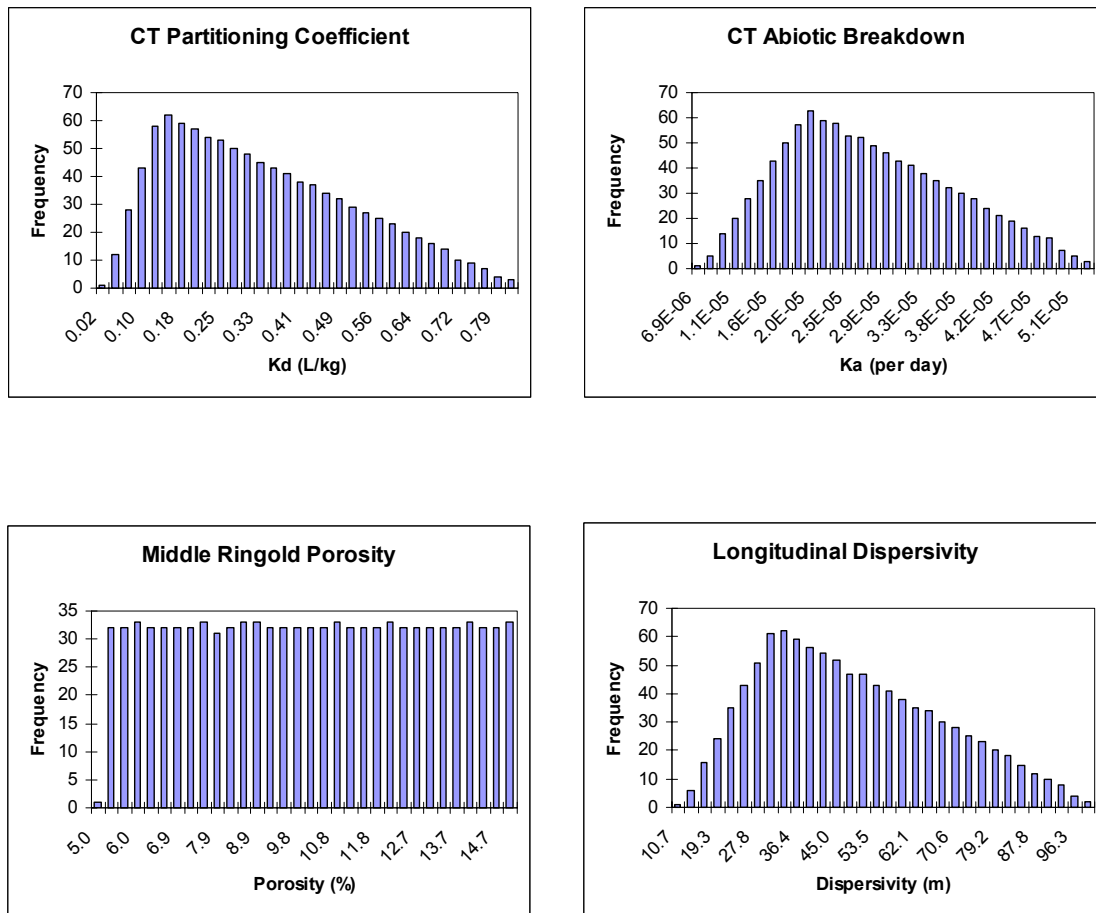 CT Partitioning Coefficient
70
60
50
40
30
20
10
0
Frequency
0.02
0.10
0.18
0.25
0.33
0.41
0.49
0.56
0.64
0.72
0.79
Kd (L/kg)
CT Abiotic Breakdown
70
60
50
40
30
20
10
0
Frequency
6.9E-06
1.1E-05
1.6E-05
2.0E-05
2.5E-05
2.9E-05
3.3E-05
3.8E-05
4.2E-05
4.7E-05
5.1E-05
Ka (per day)
Middle Ringold Porosity
35
30
25
20
15
10
5
0
Frequency
5.0
6.0
6.9
7.9
8.9
9.8
10.8
11.8
12.7
13.7
14.7
Porosity (%)
Longitudinal Dispersivity
70
60
50
40
30
20
10
0
Frequency
10.7
19.3
27.8
36.4
45.0
53.5
62.1
70.6
79.2
87.8
96.3
Dispersivity (m)